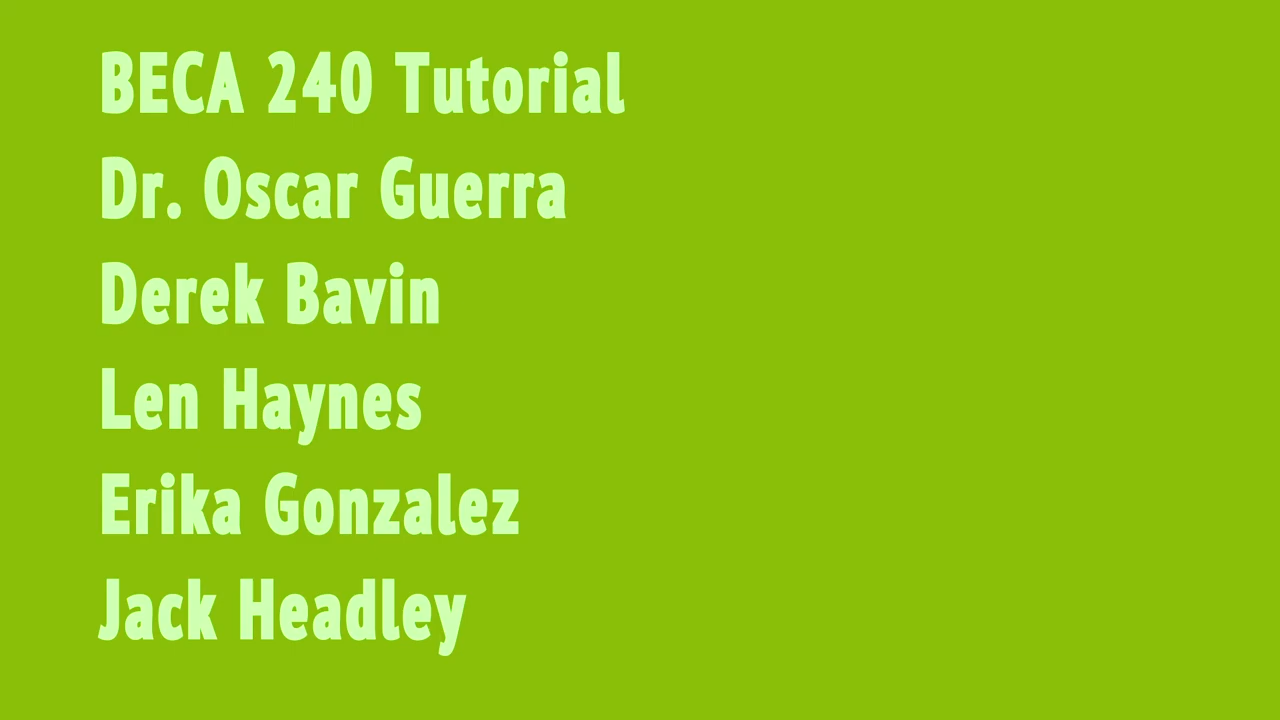 BECA 240 Tutorial
Dr. Oscar Guerra
Derek Bavin
Len Haynes
Erika Gonzalez
Jack Headley